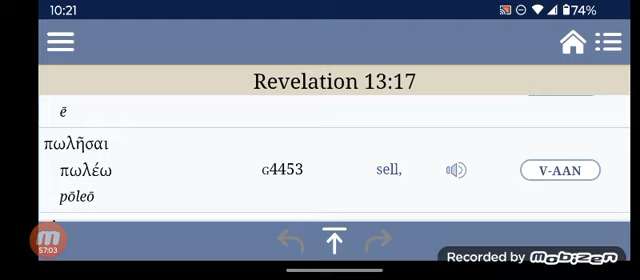 10:21
74%
Revelation 13:17
ē
πωλῆσαι
πωλέω G4453 sell, V-AAN
pōleō
57:03
Recorded by MOBIZEN